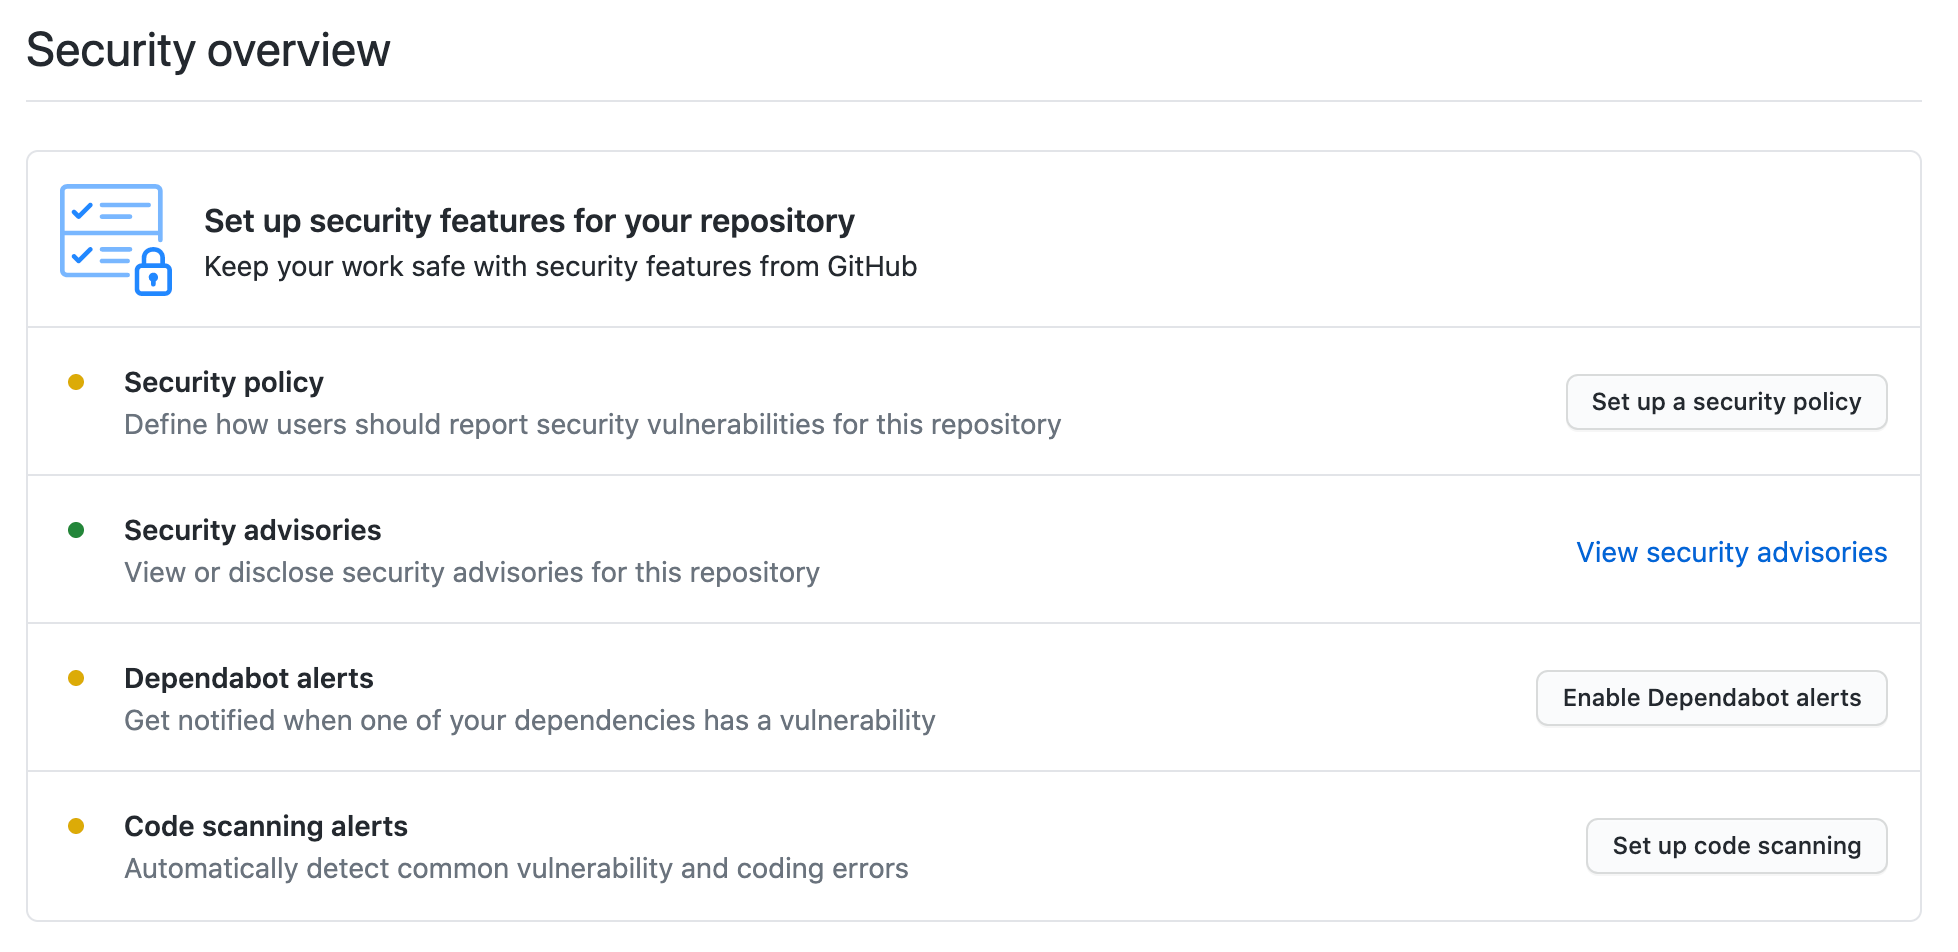 Security overview
Set up security features for your repository
Keep your work safe with security features from GitHub
Security policy
Define how users should report security vulnerabilities for this repository
Set up a security policy
Security advisories
View or disclose security advisories for this repository
View security advisories
Dependabot alerts
Get notified when one of your dependencies has a vulnerability
Enable Dependabot alerts
Code scanning alerts
Automatically detect common vulnerability and coding errors
Set up code scanning